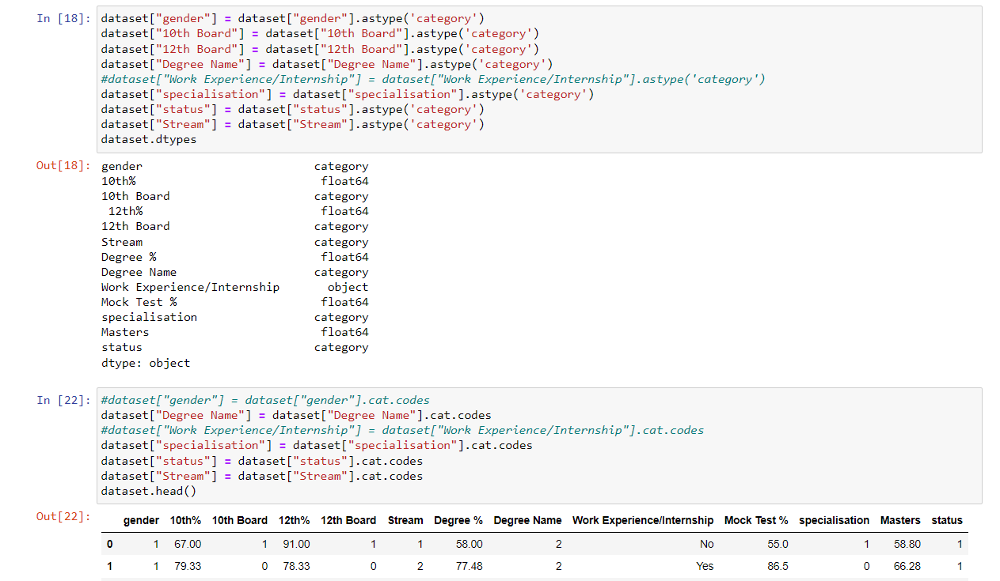 In [18]: dataset["gender"] = dataset["gender"].astype('category')
dataset["10th Board"] = dataset["10th Board"].astype('category')
dataset["12th Board"] = dataset["12th Board"].astype('category')
dataset["Degree Name"] = dataset["Degree Name"].astype('category')
#dataset["Work Experience/Internship"] = dataset["Work Experience/Internship"].astype('category')
dataset["specialisation"] = dataset["specialisation"].astype('category')
dataset["status"] = dataset["status"].astype('category')
dataset["Stream"] = dataset["Stream"].astype('category')
dataset.dtypes
Out[18]: gender category
10th% float64
10th Board category
12th% float64
12th Board category
Stream category
Degree % float64
Degree Name category
Work Experience/Internship object
Mock Test % float64
specialisation category
Masters float64
status category
dtype: object
In [22]: #dataset["gender"] = dataset["gender"].cat.codes
dataset["Degree Name"] = dataset["Degree Name"].cat.codes
#dataset["Work Experience/Internship"] = dataset["Work Experience/Internship"].cat.codes
dataset["specialisation"] = dataset["specialisation"].cat.codes
dataset["status"] = dataset["status"].cat.codes
dataset["Stream"] = dataset["Stream"].cat.codes
dataset.head()
Out[22]:
gender 10th% 10th Board 12th% 12th Board Stream Degree % Degree Name Work Experience/Internship Mock Test % specialisation Masters status
0 1 67.00 1 91.00 1 1 58.00 2 No 55.0 1 58.80 1
1 1 79.33 0 78.33 0 2 77.48 2 Yes 86.5 0 66.28 1